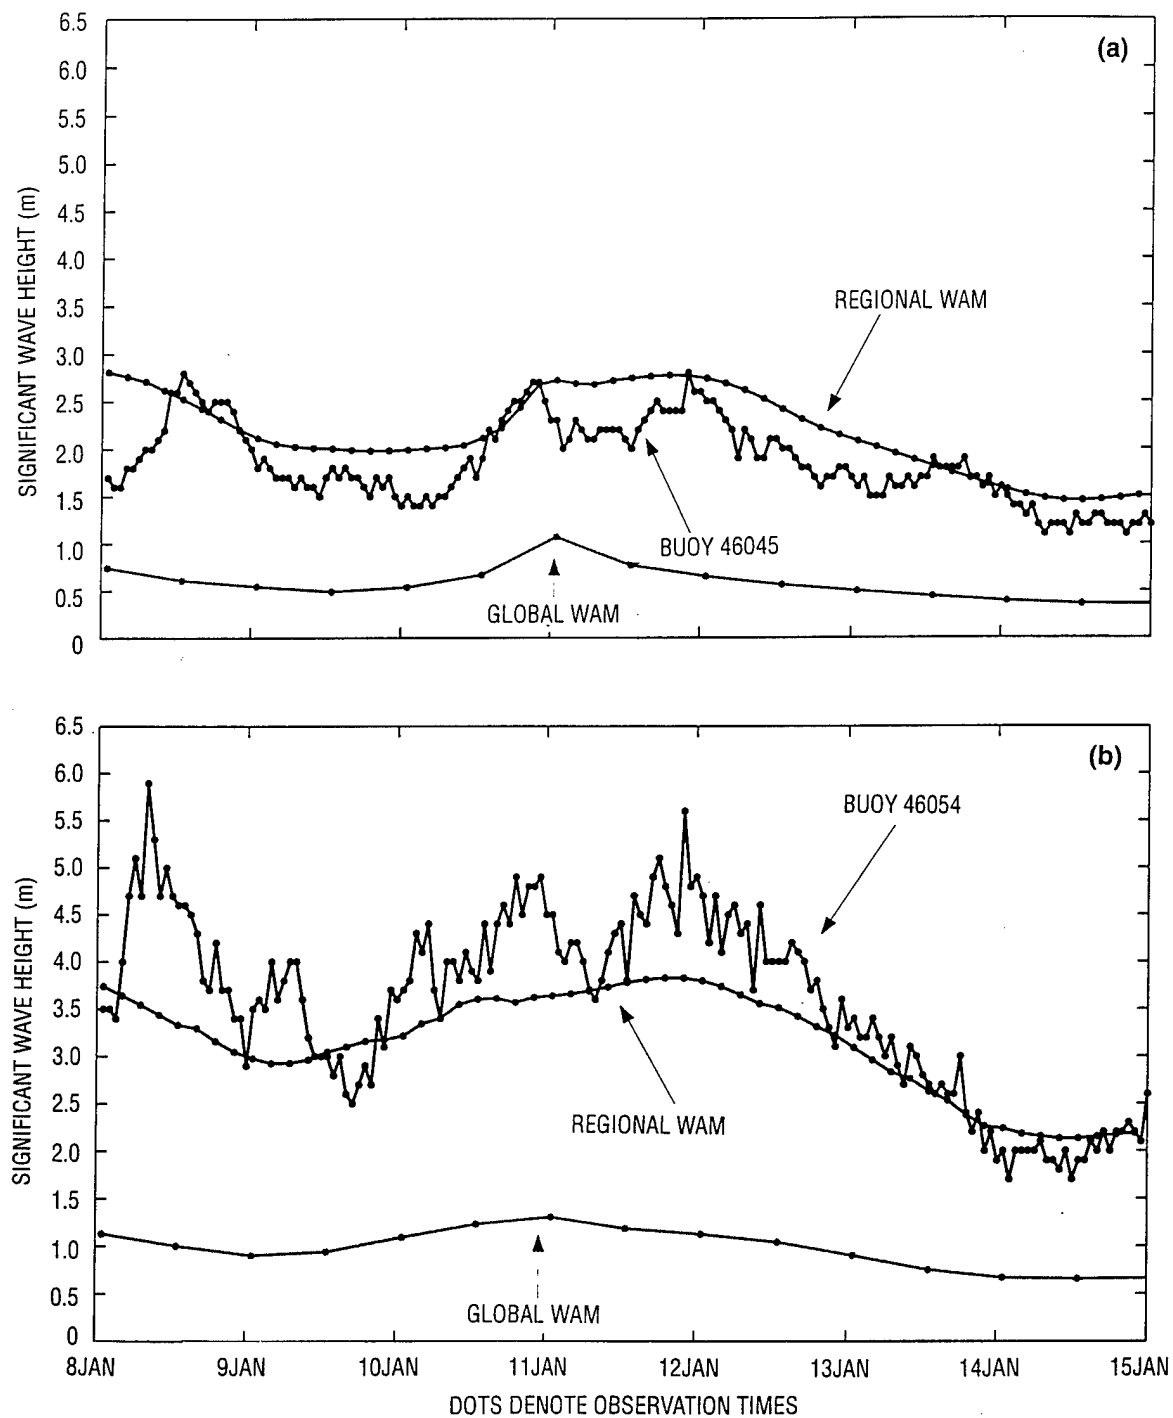 6.5
(a)
6.0
5.5
5.0
4.5
4.0
3.5
3.0
2.5
2.0
1.5
1.0
0.5
0
SIGNIFICANT WAVE HEIGHT (m)
REGIONAL WAM
BUOY 46045
GLOBAL WAM
6.5
(b)
6.0
5.5
5.0
4.5
4.0
3.5
3.0
2.5
2.0
1.5
1.0
0.5
0
SIGNIFICANT WAVE HEIGHT (m)
BUOY 46054
REGIONAL WAM
GLOBAL WAM
8JAN 9JAN 10JAN 11JAN 12JAN 13JAN 14JAN 15JAN
DOTS DENOTE OBSERVATION TIMES